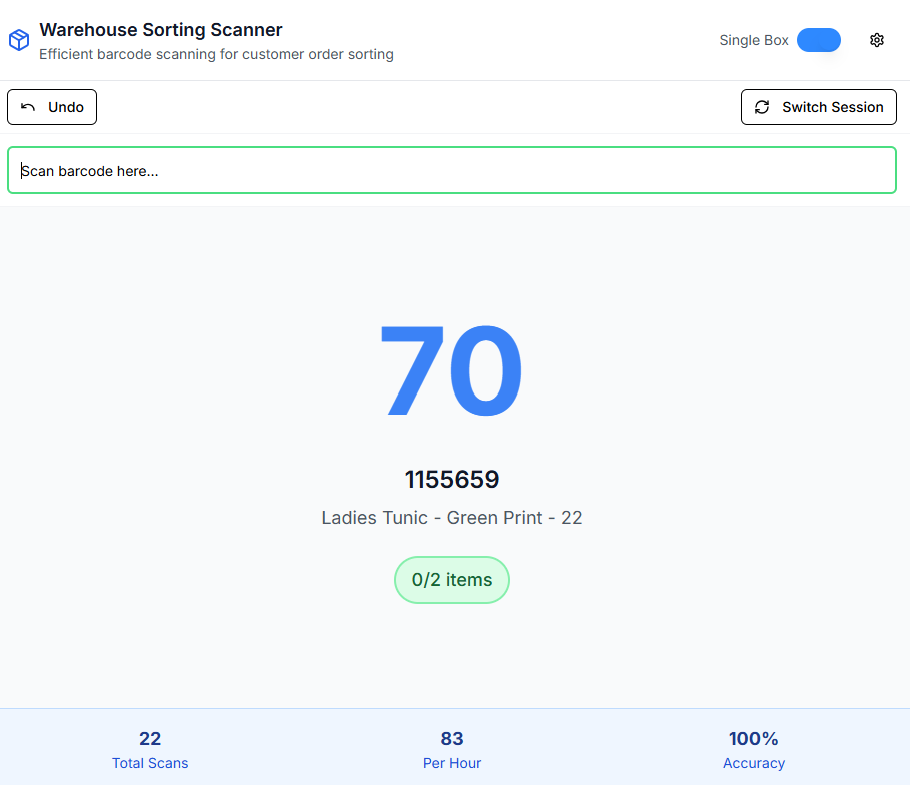 Warehouse Sorting Scanner
Efficient barcode scanning for customer order sorting
Single Box
Undo
Switch Session
Scan barcode here...
70
1155659
Ladies Tunic - Green Print - 22
0/2 items
22
Total Scans
83
Per Hour
100%
Accuracy